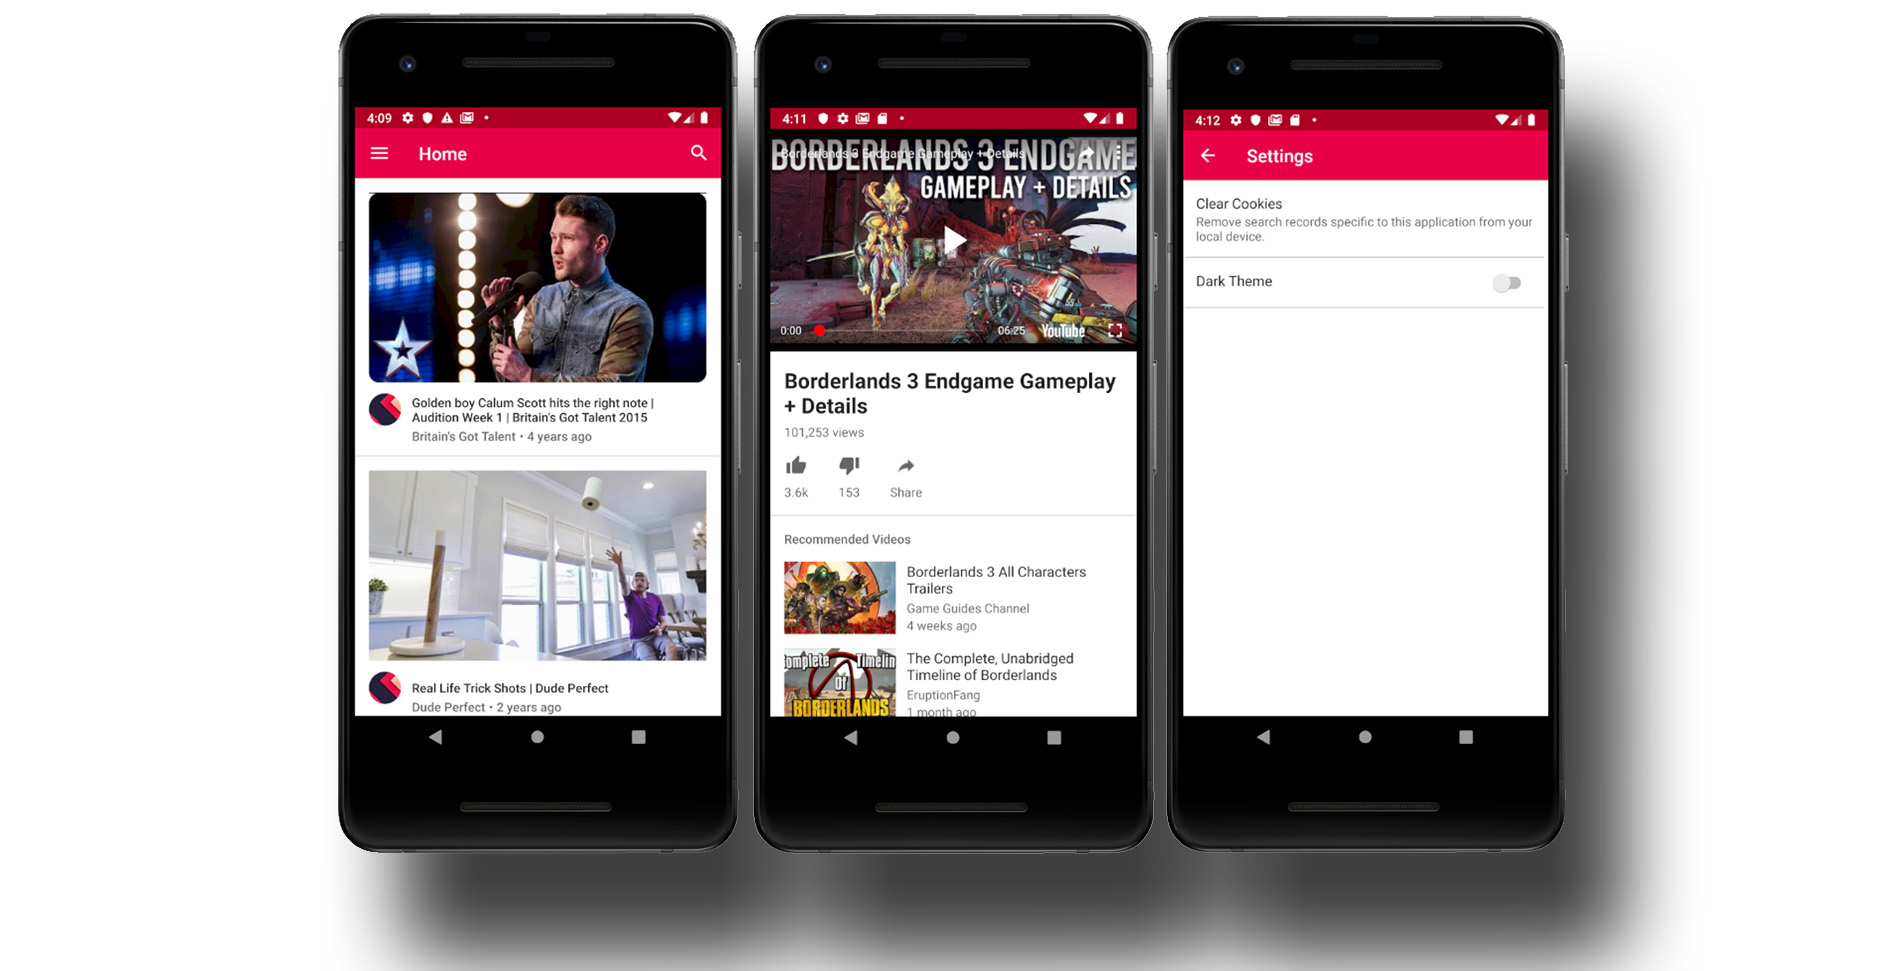 4:09
Home
Golden boy Calum Scott hits the right note |
Audition Week 1 | Britain's Got Talent 2015
Britain's Got Talent • 4 years ago
Real Life Trick Shots | Dude Perfect
Dude Perfect • 2 years ago
4:11
Borderlands 3 Endgame Gameplay + Details
BORDERLANDS 3 ENDGAME
GAMEPLAY + DETAILS
55
0:00
06:25
YouTube
Borderlands 3 Endgame Gameplay
+ Details
101,253 views
3.6k
153
Share
Recommended Videos
Borderlands 3 All Characters
Trailers
Game Guides Channel
4 weeks ago
omplete Timelin
Of
BORDERLANDS
The Complete, Unabridged
Timeline of Borderlands
EruptionFang
1 month ago
4:12
Settings
Clear Cookies
Remove search records specific to this application from your
local device.
Dark Theme